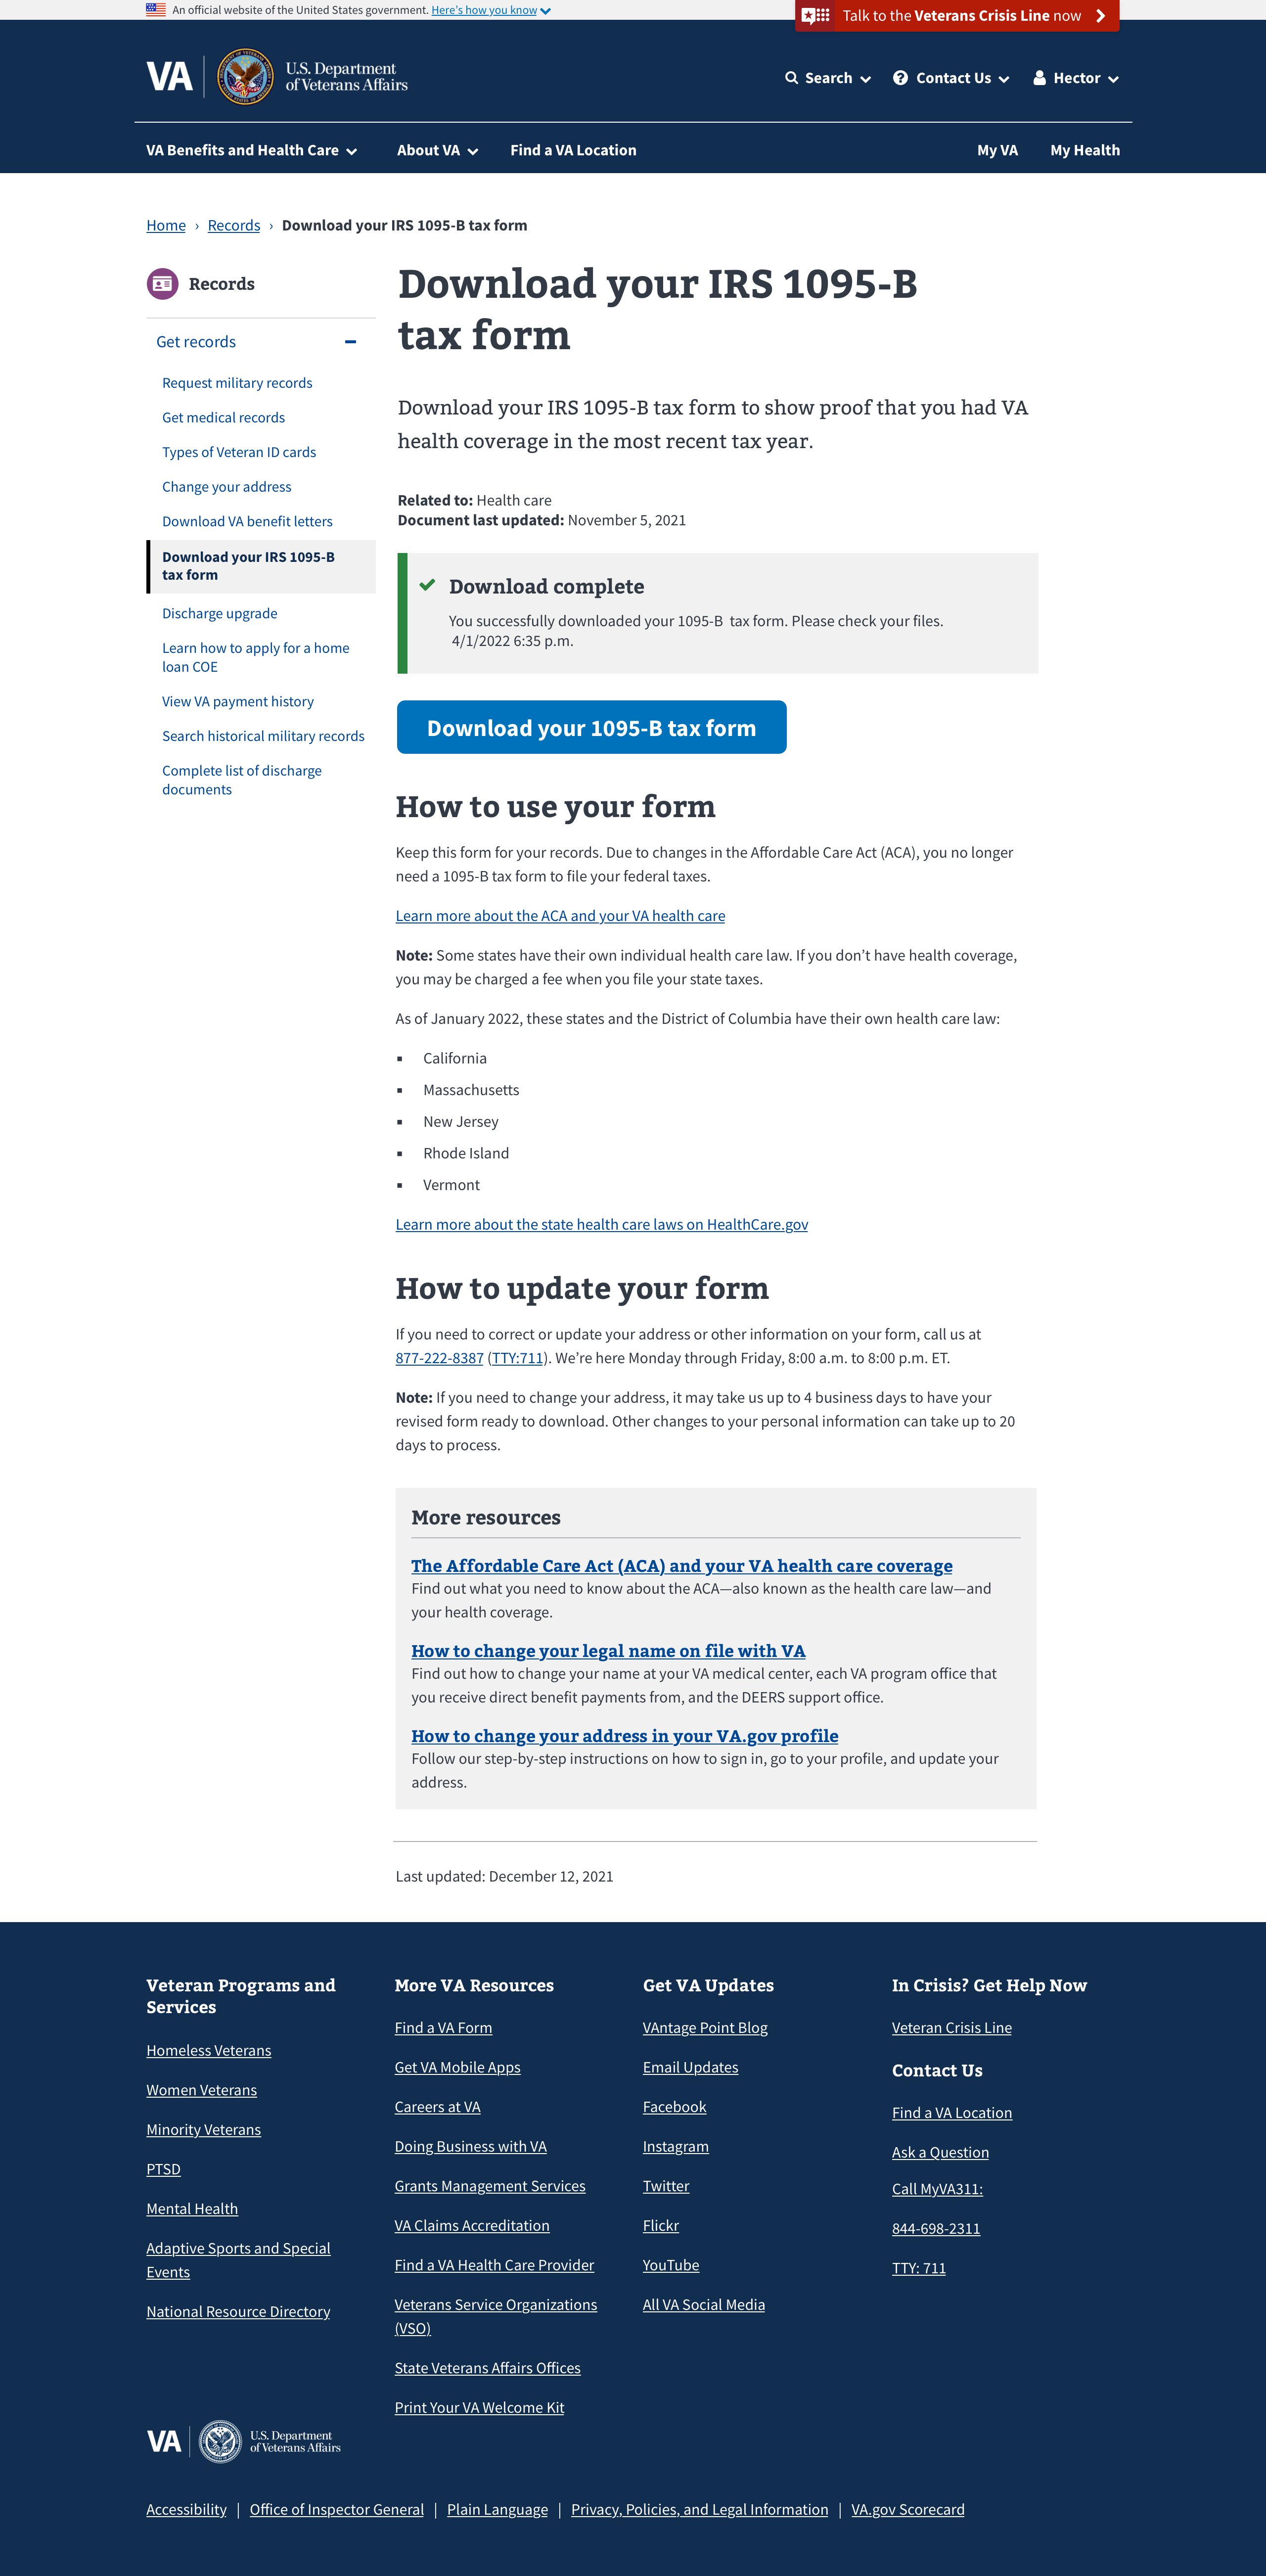 An official website of the United States government. Here's how you know
Talk to the Veterans Crisis Line now
VA
U.S. Department
of Veterans Affairs
Search
Contact Us
Hector
VA Benefits and Health Care
About VA
Find a VA Location
My VA
My Health
Home › Records › Download your IRS 1095-B tax form
Records
Get records
Request military records
Get medical records
Types of Veteran ID cards
Change your address
Download VA benefit letters
Download your IRS 1095-B
tax form
Discharge upgrade
Learn how to apply for a home
loan COE
View VA payment history
Search historical military records
Complete list of discharge
documents
Download your IRS 1095-B
tax form
Download your IRS 1095-B tax form to show proof that you had VA
health coverage in the most recent tax year.
Related to: Health care
Document last updated: November 5, 2021
Download complete
You successfully downloaded your 1095-B tax form. Please check your files.
4/1/2022 6:35 p.m.
Download your 1095-B tax form
How to use your form
Keep this form for your records. Due to changes in the Affordable Care Act (ACA), you no longer
need a 1095-B tax form to file your federal taxes.
Learn more about the ACA and your VA health care
Note: Some states have their own individual health care law. If you don't have health coverage,
you may be charged a fee when you file your state taxes.
As of January 2022, these states and the District of Columbia have their own health care law:
▪ California
▪ Massachusetts
▪ New Jersey
▪ Rhode Island
▪ Vermont
Learn more about the state health care laws on HealthCare.gov
How to update your form
If you need to correct or update your address or other information on your form, call us at
877-222-8387 (TTY:711). We're here Monday through Friday, 8:00 a.m. to 8:00 p.m. ET.
Note: If you need to change your address, it may take us up to 4 business days to have your
revised form ready to download. Other changes to your personal information can take up to 20
days to process.
More resources
The Affordable Care Act (ACA) and your VA health care coverage
Find out what you need to know about the ACA—also known as the health care law—and
your health coverage.
How to change your legal name on file with VA
Find out how to change your name at your VA medical center, each VA program office that
you receive direct benefit payments from, and the DEERS support office.
How to change your address in your VA.gov profile
Follow our step-by-step instructions on how to sign in, go to your profile, and update your
address.
Last updated: December 12, 2021
Veteran Programs and
Services
Homeless Veterans
Women Veterans
Minority Veterans
PTSD
Mental Health
Adaptive Sports and Special
Events
National Resource Directory
More VA Resources
Find a VA Form
Get VA Mobile Apps
Careers at VA
Doing Business with VA
Grants Management Services
VA Claims Accreditation
Find a VA Health Care Provider
Veterans Service Organizations
(VSO)
State Veterans Affairs Offices
Print Your VA Welcome Kit
Get VA Updates
VAntage Point Blog
Email Updates
Facebook
Instagram
Twitter
Flickr
YouTube
All VA Social Media
In Crisis? Get Help Now
Veteran Crisis Line
Contact Us
Find a VA Location
Ask a Question
Call MyVA311:
844-698-2311
TTY: 711
VA
U.S. Department
of Veterans Affairs
Accessibility | Office of Inspector General | Plain Language | Privacy, Policies, and Legal Information | VA.gov Scorecard